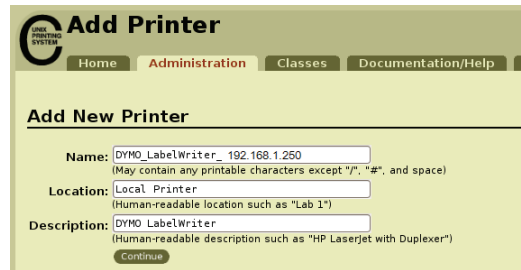 UNIX
PRINTING
SYSTEM
Add Printer
Home Administration Classes Documentation/Help
Add New Printer
Name: DYMO_LabelWriter_ 192.168.1.250
(May contain any printable characters except "/", "#", and space)
Location: Local Printer
(Human-readable location such as "Lab 1")
Description: DYMO LabelWriter
(Human-readable description such as "HP LaserJet with Duplexer")
Continue